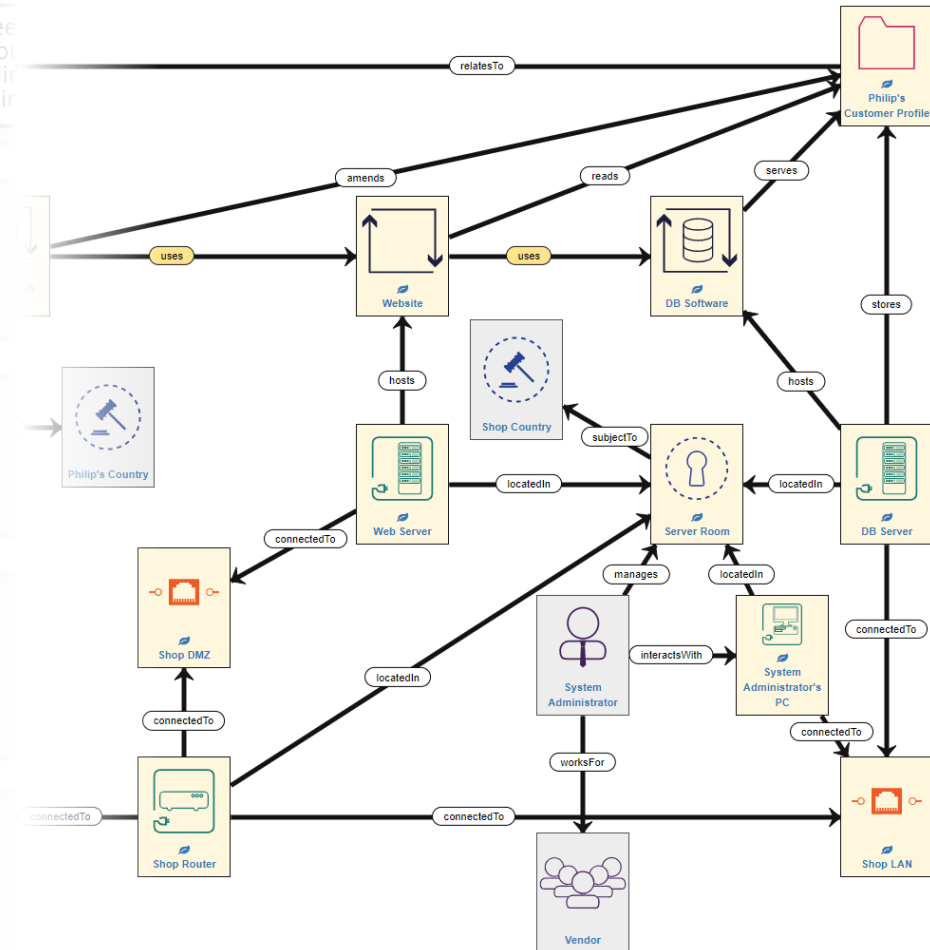 relatesTo
Philip's
Customer Profile
amends
reads
serves
uses
uses
Website
DB Software
stores
hosts
hosts
Shop Country
subjectTo
Philip's Country
locatedIn
locatedIn
Web Server
Server Room
DB Server
connectedTo
manages
locatedIn
connectedTo
Shop DMZ
interactsWith
locatedIn
System
Administrator
System
Administrator's
PC
connectedTo
connectedTo
worksFor
connectedTo
connectedTo
Shop Router
Shop LAN
Vendor